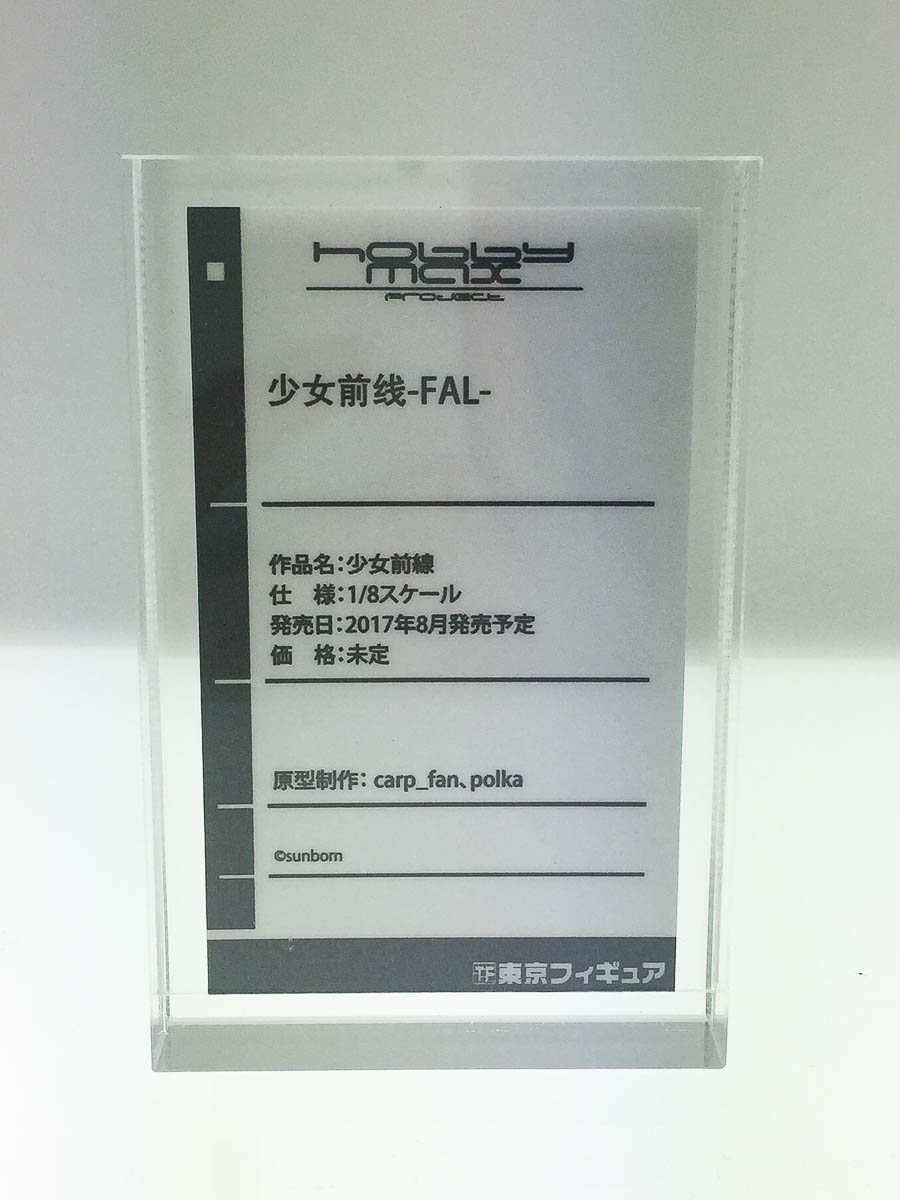 hobby
max
project
少女前线-FAL-
作品名：少女前線
仕　様：1/8スケール
発売日：2017年8月発売予定
価　格：未定
原型制作： carp_fan、polka
©sunborn
TF東京フィギュア